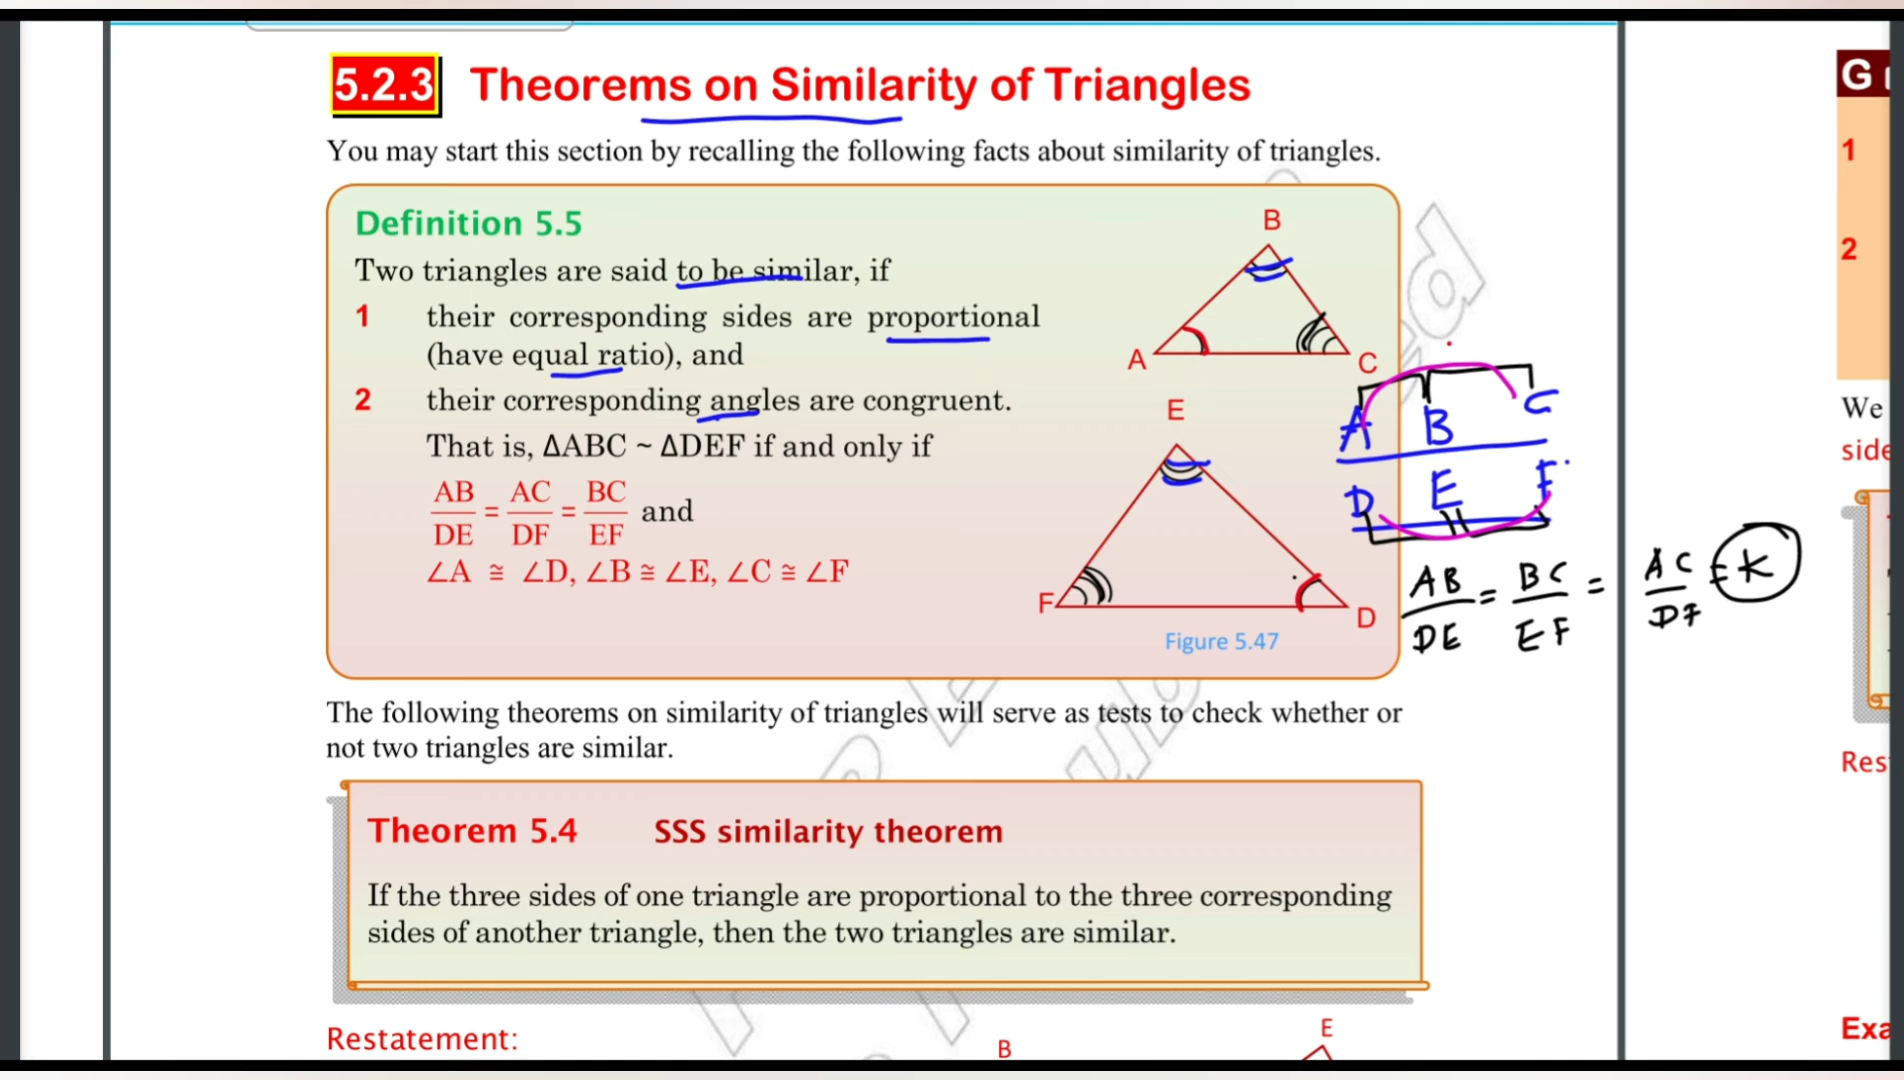 5.2.3 Theorems on Similarity of Triangles
You may start this section by recalling the following facts about similarity of triangles.
Definition 5.5
Two triangles are said to be similar, if
1 their corresponding sides are proportional
(have equal ratio), and
2 their corresponding angles are congruent.
That is, ΔABC ~ ΔDEF if and only if
AB/DE = AC/DF = BC/EF and
∠A ≅ ∠D, ∠B ≅ ∠E, ∠C ≅ ∠F
B
A
C
E
F
D
Figure 5.47
A B C
D E F
AB/DE = BC/EF = AC/DF = K
The following theorems on similarity of triangles will serve as tests to check whether or
not two triangles are similar.
Theorem 5.4 SSS similarity theorem
If the three sides of one triangle are proportional to the three corresponding
sides of another triangle, then the two triangles are similar.
Restatement:
B
E
G
1
2
We
side
Res
Exa